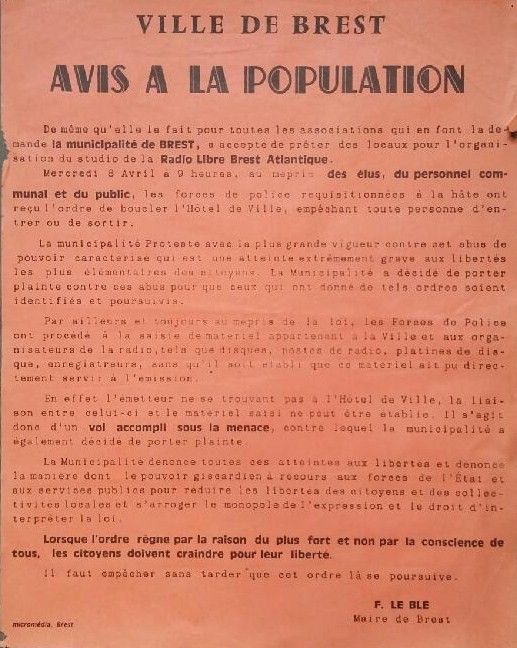 VILLE DE BREST
AVIS A LA POPULATION
De même qu'elle le fait pour toutes les associations qui en font la de-
mande la municipalité de BREST, a accepté de prêter des locaux pour l'organi-
sation du studio de la Radio Libre Brest Atlantique.
Mercredi 8 Avril à 9 heures, au mépris des élus, du personnel com-
munal et du public, les forces de police requisitionnées à la hâte ont
reçu l'ordre de boucler l'Hôtel de Ville, empêchant toute personne d'en-
trer ou de sortir.
La municipalité Proteste avec la plus grande vigueur contre cet abus de
pouvoir caracterisé qui est une atteinte extrêmement grave aux libertés
les plus élémentaires des citoyens. La Municipalité a décidé de porter
plainte contre ces abus pour que ceux qui ont donné de tels ordres soient
identifiés et poursuivis.
Par ailleurs et toujours au mépris de la loi, les Forces de Police
ont procédé à la saisie de materiel appartenant à la Ville et aux orga-
nisateurs de la radio, tels que disques, postes de radio, platines de dis-
que, enregistreurs, sans qu'il soit etabli que ce materiel ait pu direc-
tement servir à l'émission.
En effet l'émetteur ne se trouvant pas à l'Hôtel de Ville, la liai-
son entre celui-ci et le materiel saisi ne peut être établie. Il s'agit
donc d'un vol accompli sous la menace, contre lequel la municipalité a
également décidé de porter plainte.
La Municipalité dénonce toutes ces atteintes aux libertés et dénonce
la manière dont le pouvoir giscardien a recours aux forces de l'État et
aux services publics pour réduire les libertés des citoyens et des collec-
tivités locales et s'arroger le monopole de l'expression et le droit d'in-
terpréter la loi.
Lorsque l'ordre règne par la raison du plus fort et non par la conscience de
tous, les citoyens doivent craindre pour leur liberté.
Il faut empêcher sans tarder que cet ordre là se poursuive.
F. LE BLE
Maire de Brest
micromédia, Brest